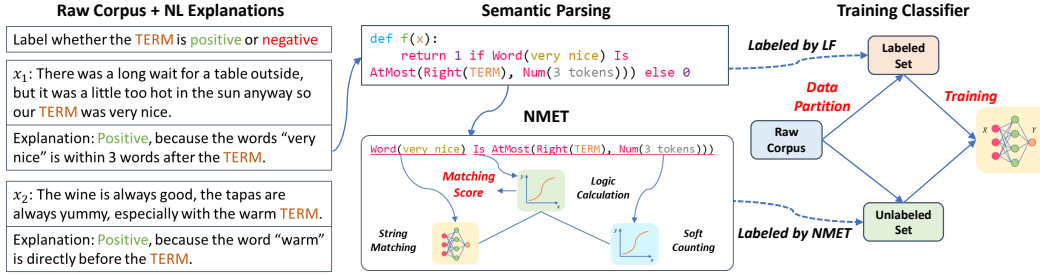 Raw Corpus + NL Explanations
Label whether the TERM is positive or negative
x₁: There was a long wait for a table outside,
but it was a little too hot in the sun anyway so
our TERM was very nice.
Explanation: Positive, because the words “very
nice” is within 3 words after the TERM.
x₂: The wine is always good, the tapas are
always yummy, especially with the warm TERM.
Explanation: Positive, because the word “warm”
is directly before the TERM.
Semantic Parsing
def f(x):
return 1 if Word(very nice) Is
AtMost(Right(TERM), Num(3 tokens))) else 0
NMET
Word(very nice) Is AtMost(Right(TERM), Num(3 tokens)))
Matching
Score
y
x
Logic
Calculation
String
Matching
y
x
Soft
Counting
Training Classifier
Labeled by LF
Labeled
Set
Data
Partition
Training
Raw
Corpus
X
Y
Labeled by NMET
Unlabeled
Set